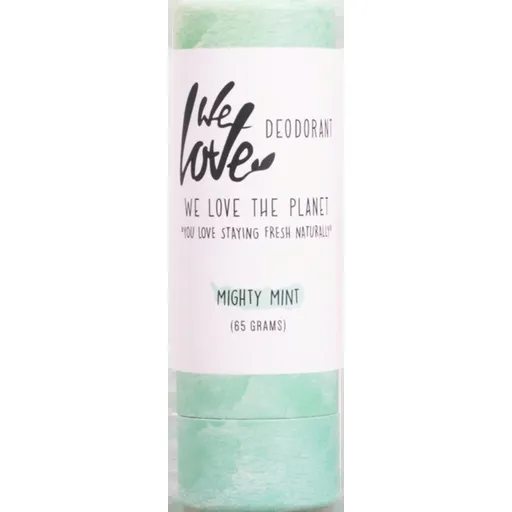 We
love
DEODORANT
WE LOVE THE PLANET
"YOU LOVE STAYING FRESH NATURALLY"
MIGHTY MINT
(65 GRAMS)